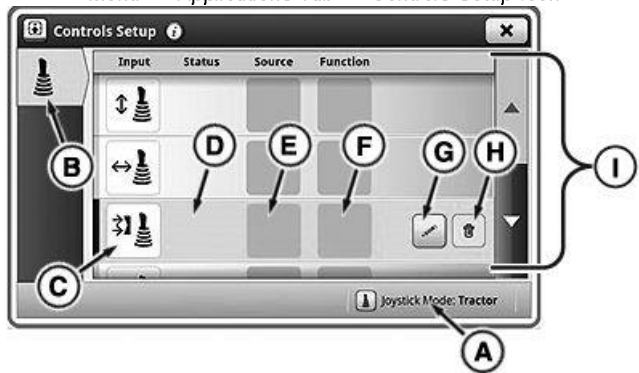 Controls Setup i
Input Status Source Function
B
D
E
F
G
H
I
C
Joystick Mode: Tractor
A